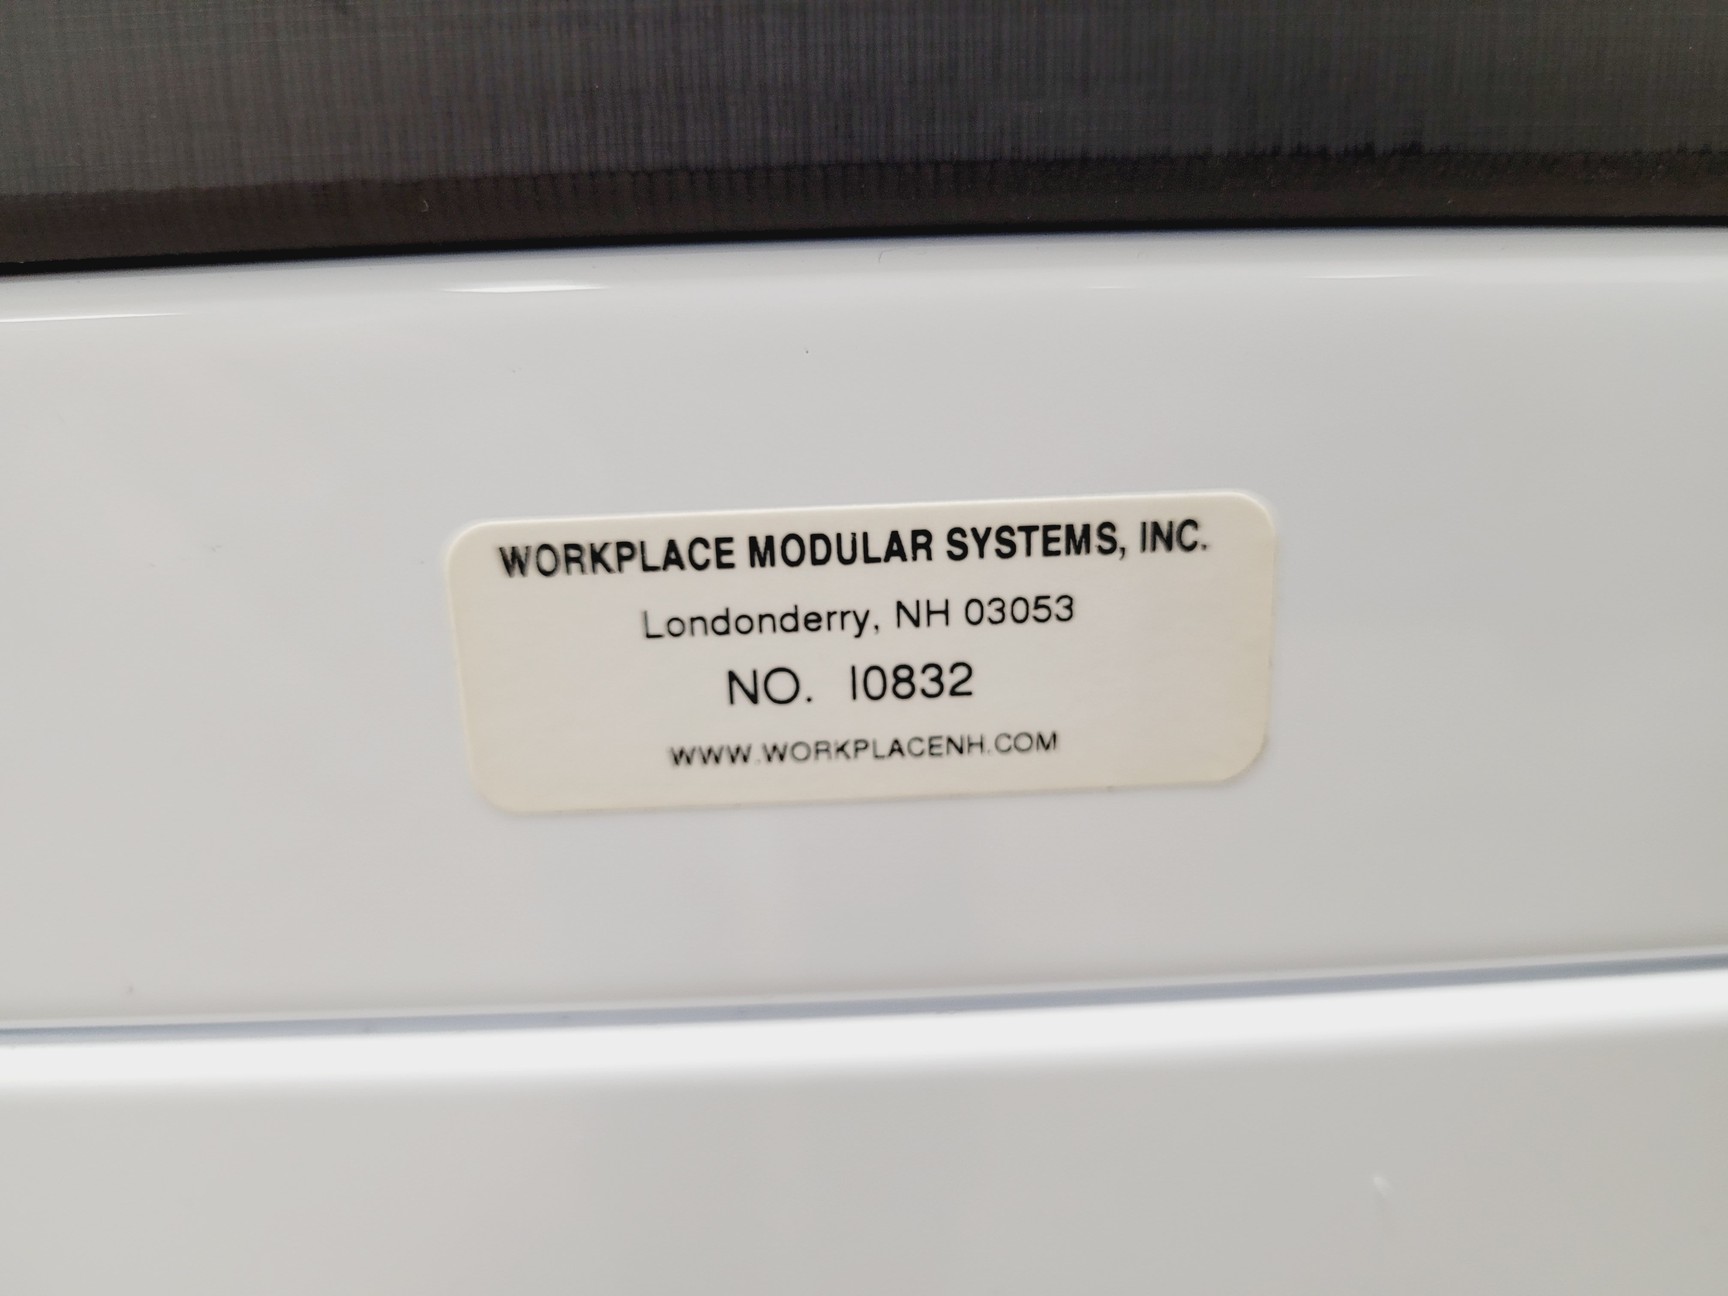 WORKPLACE MODULAR SYSTEMS, INC.
Londonderry, NH 03053
NO. 10832
WWW.WORKPLACENH.COM